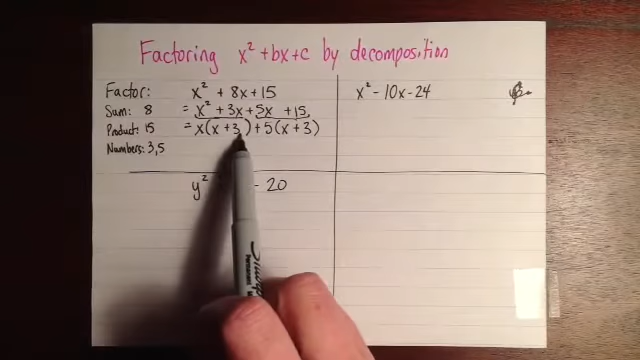 Factoring x² + bx + c by decomposition
Factor: x² + 8x + 15
Sum: 8 = x² + 3x + 5x + 15
Product: 15 = x(x + 3) + 5(x + 3)
Numbers: 3, 5
y² - 20
x² - 10x - 24